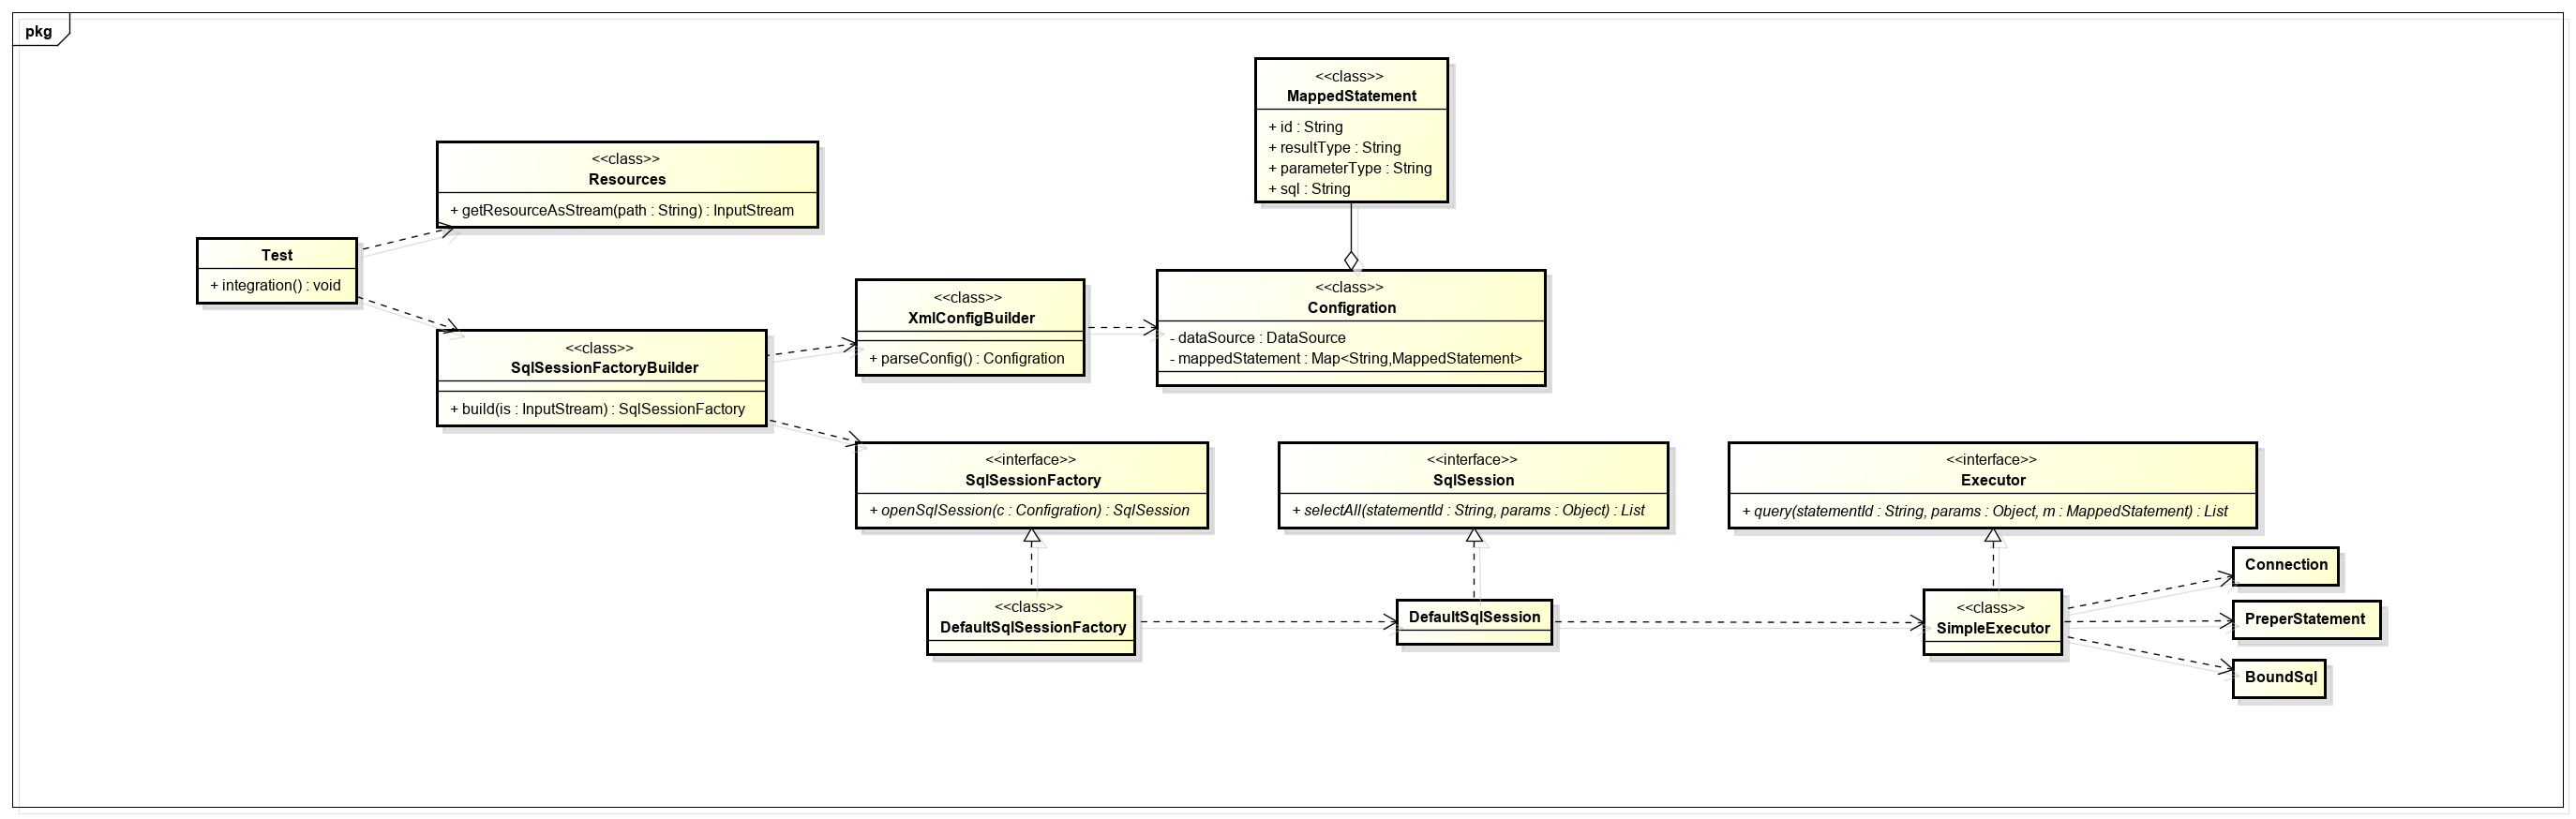 pkg
<<class>>
MappedStatement
+ id : String
+ resultType : String
+ parameterType : String
+ sql : String
<<class>>
Resources
+ getResourceAsStream(path : String) : InputStream
Test
+ integration() : void
<<class>>
XmlConfigBuilder
+ parseConfig() : Configration
<<class>>
Configration
- dataSource : DataSource
- mappedStatement : Map<String,MappedStatement>
<<class>>
SqlSessionFactoryBuilder
+ build(is : InputStream) : SqlSessionFactory
<<interface>>
SqlSessionFactory
+ openSqlSession(c : Configration) : SqlSession
<<interface>>
SqlSession
+ selectAll(statementId : String, params : Object) : List
<<interface>>
Executor
+ query(statementId : String, params : Object, m : MappedStatement) : List
<<class>>
DefaultSqlSessionFactory
DefaultSqlSession
<<class>>
SimpleExecutor
Connection
PreperStatement
BoundSql